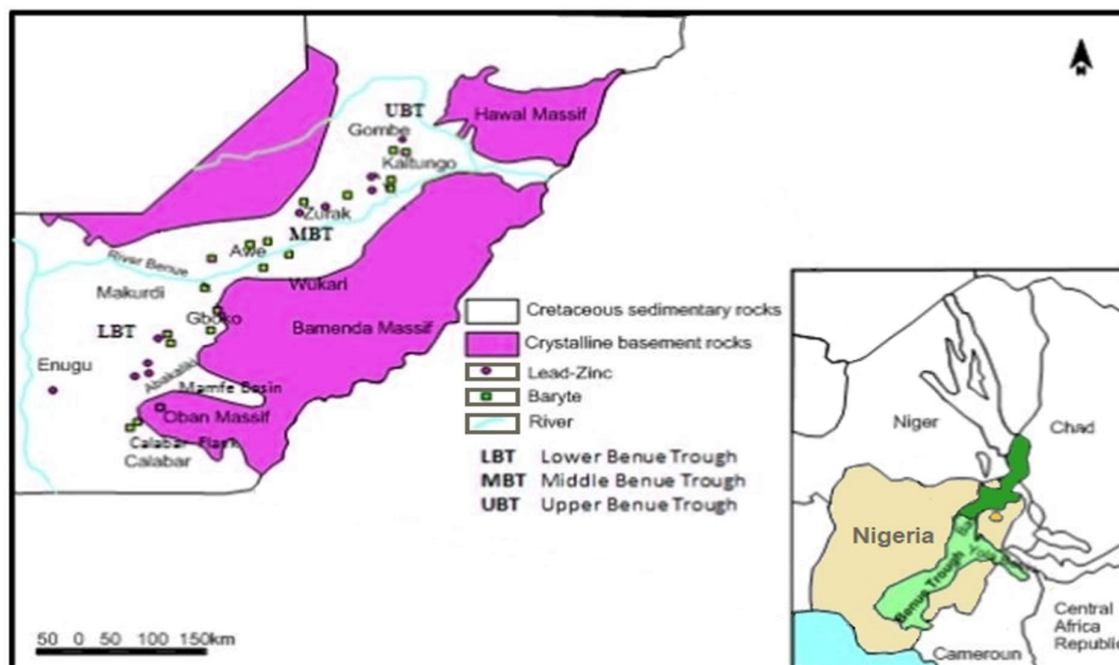 UBT
Gombe
Hawal Massif
Kaltungo
Zurak
MBT
Awe
River Benue
Wukari
Makurdi
Gboko
Bamenda Massif
LBT
Enugu
Abakaliki
Mamfe Basin
Oban Massif
Calabar Flank
Calabar
Cretaceous sedimentary rocks
Crystalline basement rocks
Lead-Zinc
Baryte
River
LBT Lower Benue Trough
MBT Middle Benue Trough
UBT Upper Benue Trough
50 0 50 100 150km
N
Niger
Chad
Nigeria
Benue Trough
Yola
Central
Africa
Republic
Cameroun